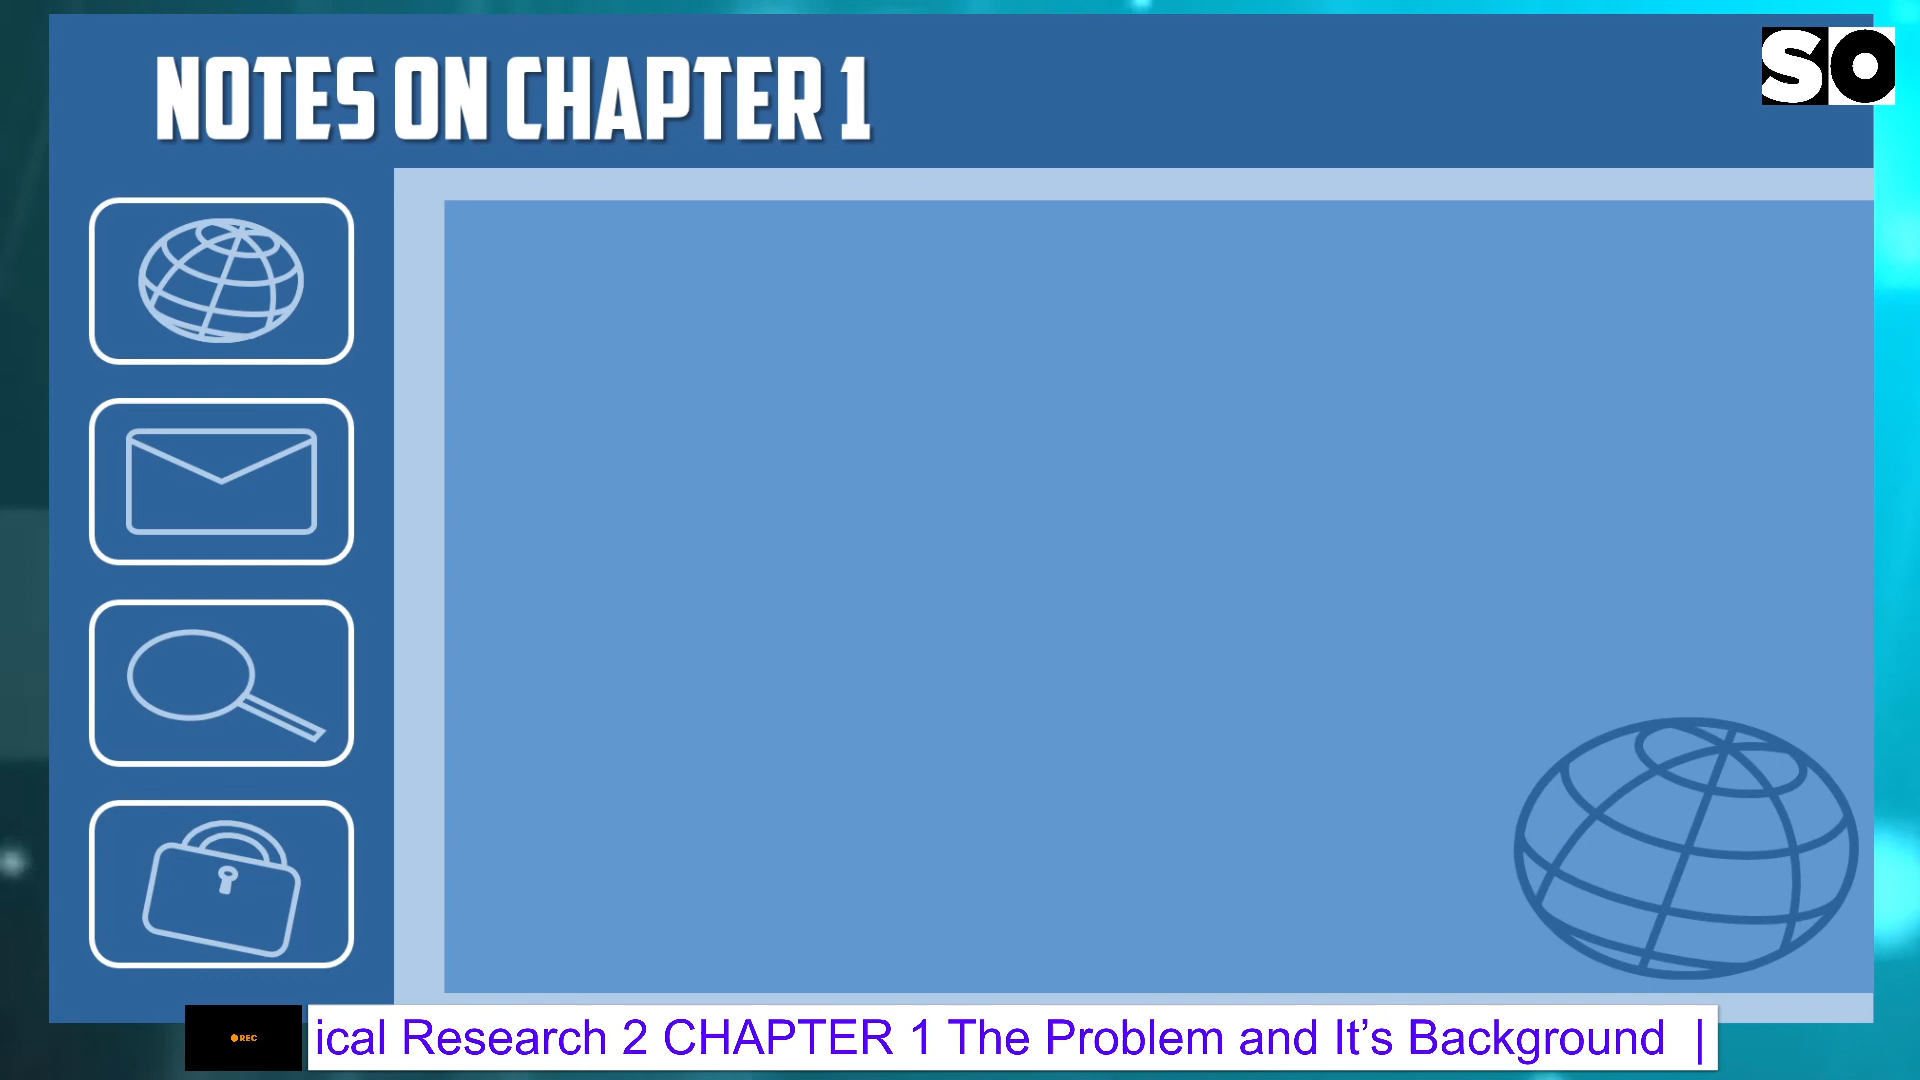 NOTES ON CHAPTER 1
SO
REC
ical Research 2 CHAPTER 1 The Problem and It’s Background |